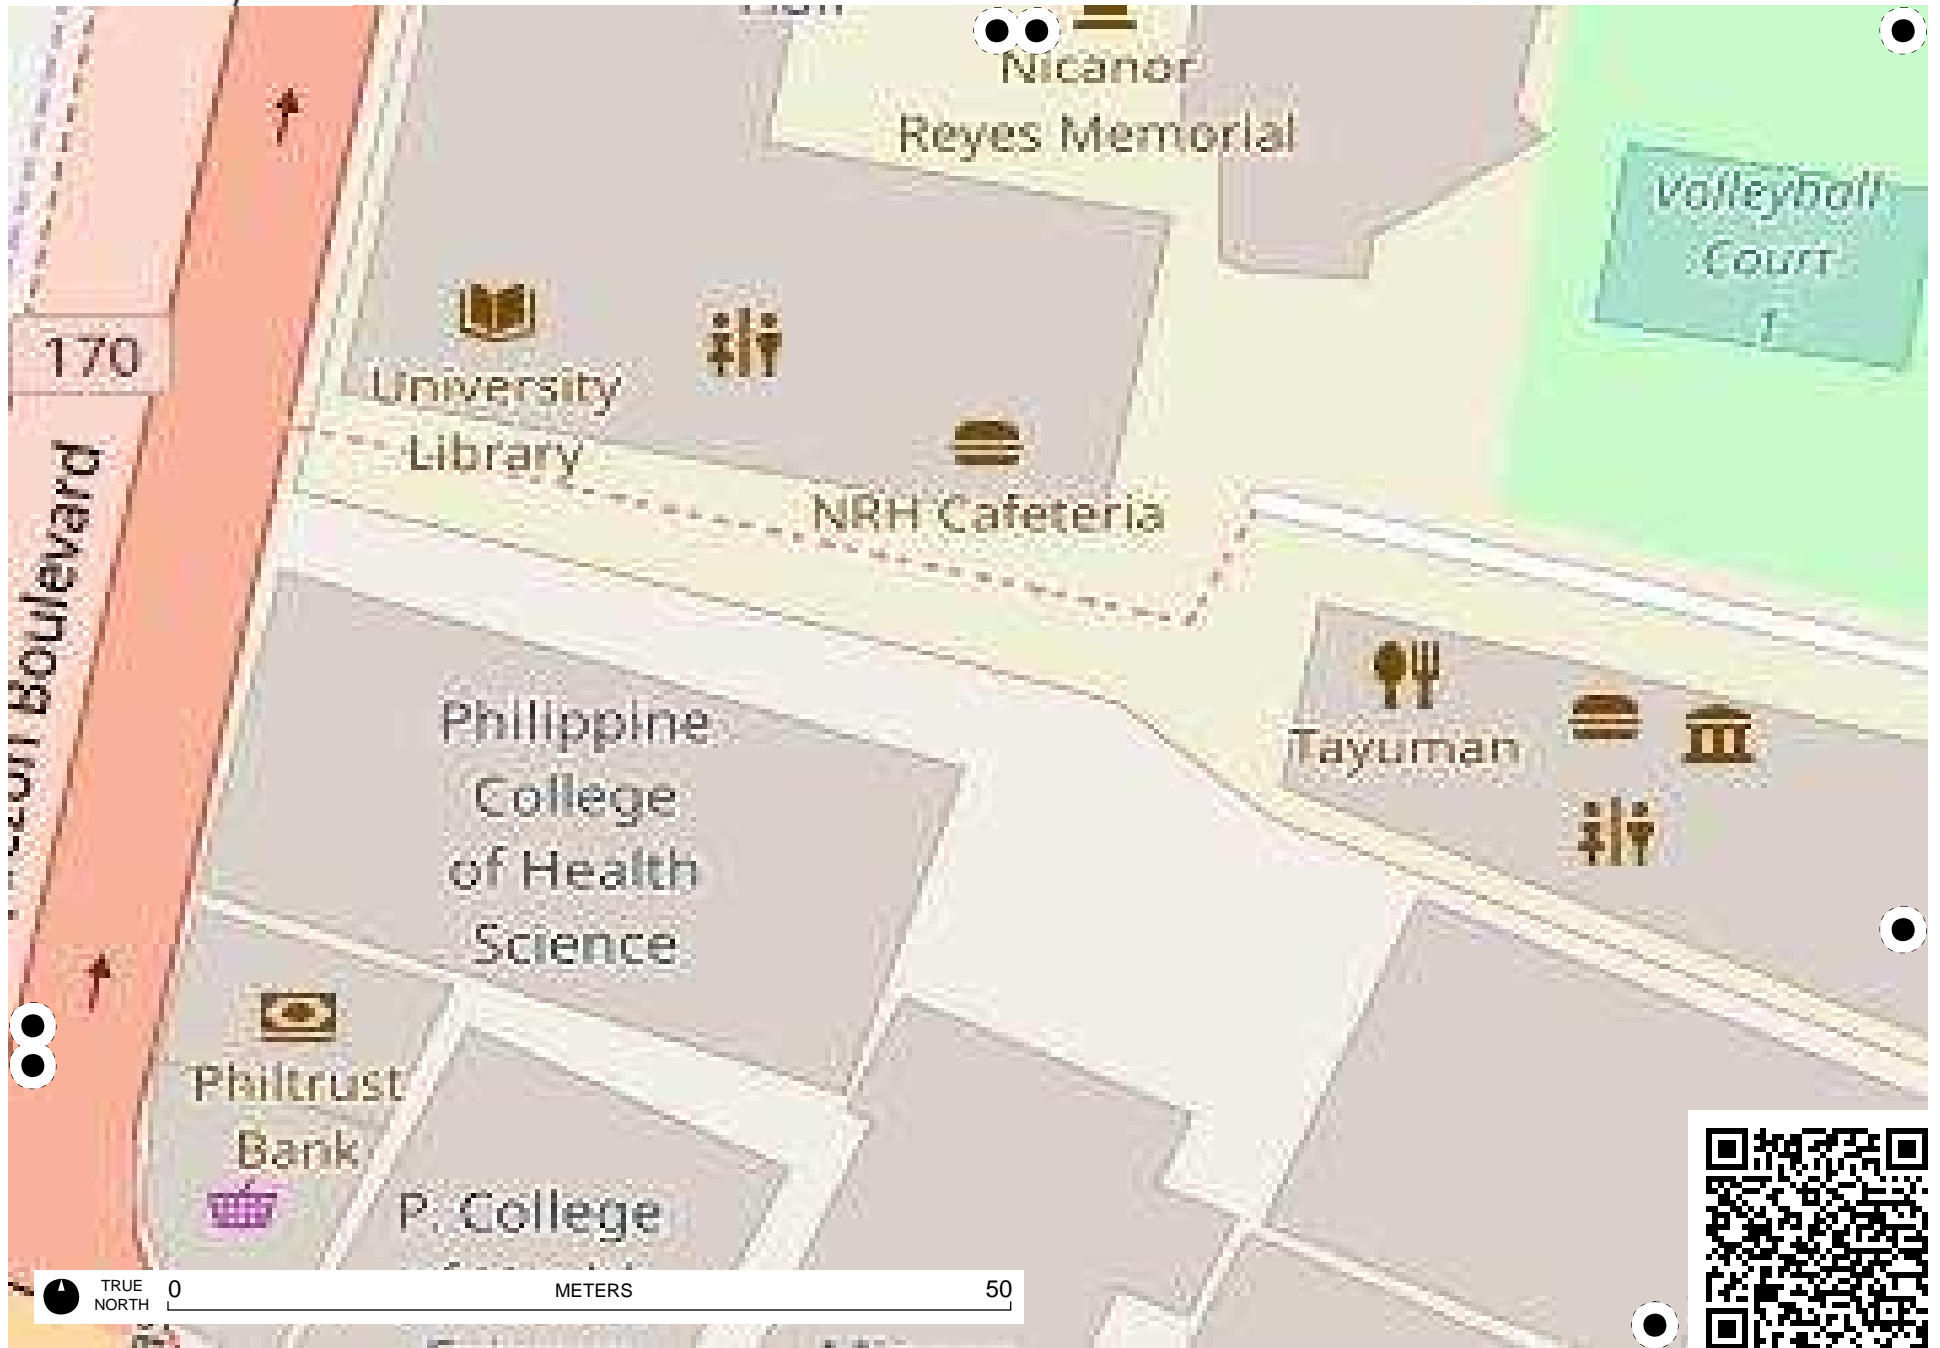 Nicanor
Reyes Memorial
Volleyball
Court
1
170
University
Library
NRH Cafeteria
Boulevard
Philippine
College
of Health
Science
Tayuman
Philtrust
Bank
P. College
TRUE
NORTH
0
METERS
50